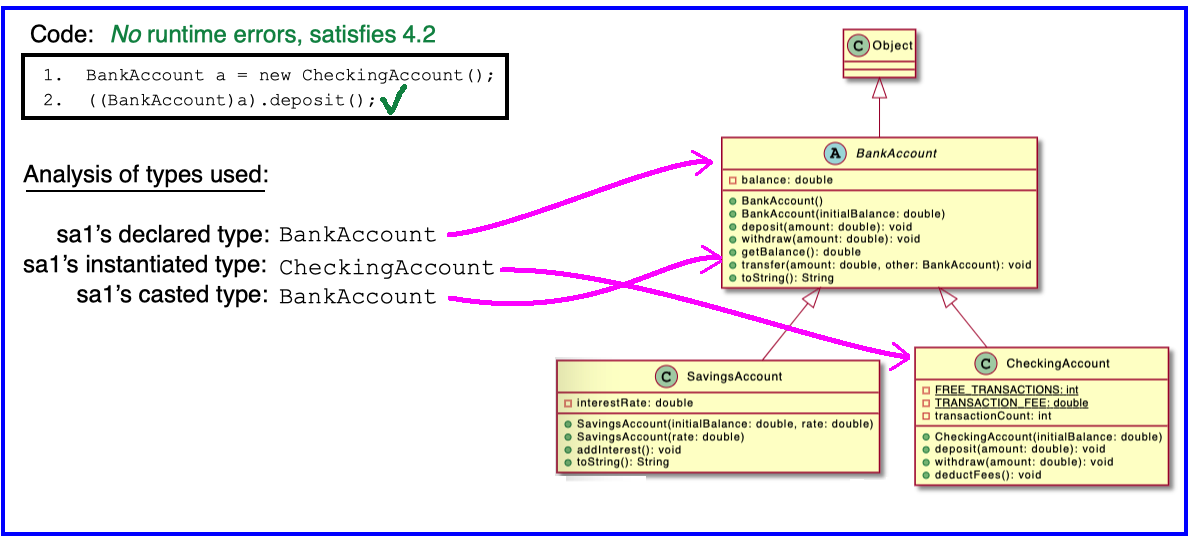 Code: No runtime errors, satisfies 4.2
1. BankAccount a = new CheckingAccount();
2. ((BankAccount)a).deposit();
Analysis of types used:
sa1's declared type: BankAccount
sa1's instantiated type: CheckingAccount
sa1's casted type: BankAccount
C Object
A BankAccount
balance: double
BankAccount()
BankAccount(initialBalance: double)
deposit(amount: double): void
withdraw(amount: double): void
getBalance(): double
transfer(amount: double, other: BankAccount): void
toString(): String
C SavingsAccount
interestRate: double
SavingsAccount(initialBalance: double, rate: double)
SavingsAccount(rate: double)
addInterest(): void
toString(): String
C CheckingAccount
FREE_TRANSACTIONS: int
TRANSACTION_FEE: double
transactionCount: int
CheckingAccount(initialBalance: double)
deposit(amount: double): void
withdraw(amount: double): void
deductFees(): void